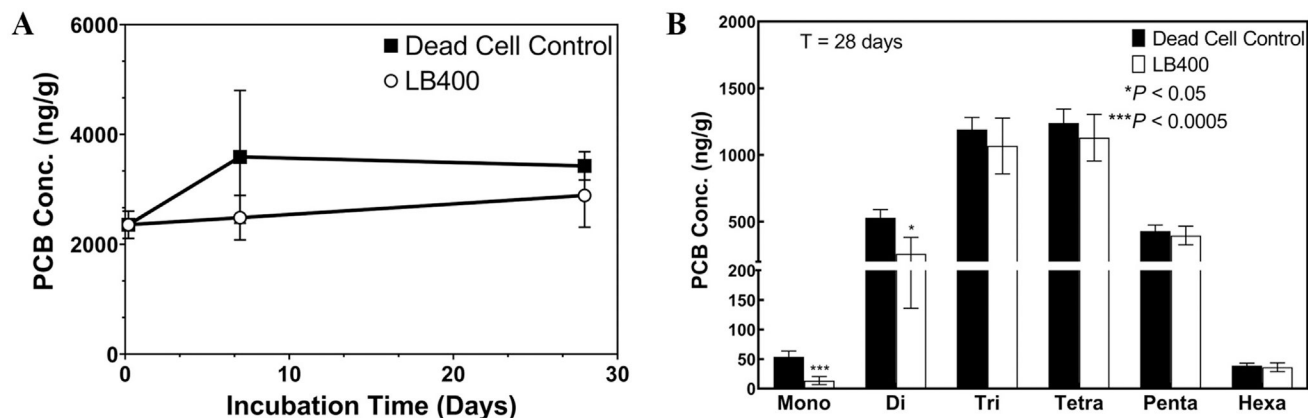 A
PCB Conc. (ng/g)
6000
4000
2000
0
0 10 20 30
Incubation Time (Days)
Dead Cell Control
LB400
B
PCB Conc. (ng/g)
2000
1500
1000
500
200
150
100
50
0
T = 28 days
Dead Cell Control
LB400
*P < 0.05
***P < 0.0005
***
*
Mono Di Tri Tetra Penta Hexa